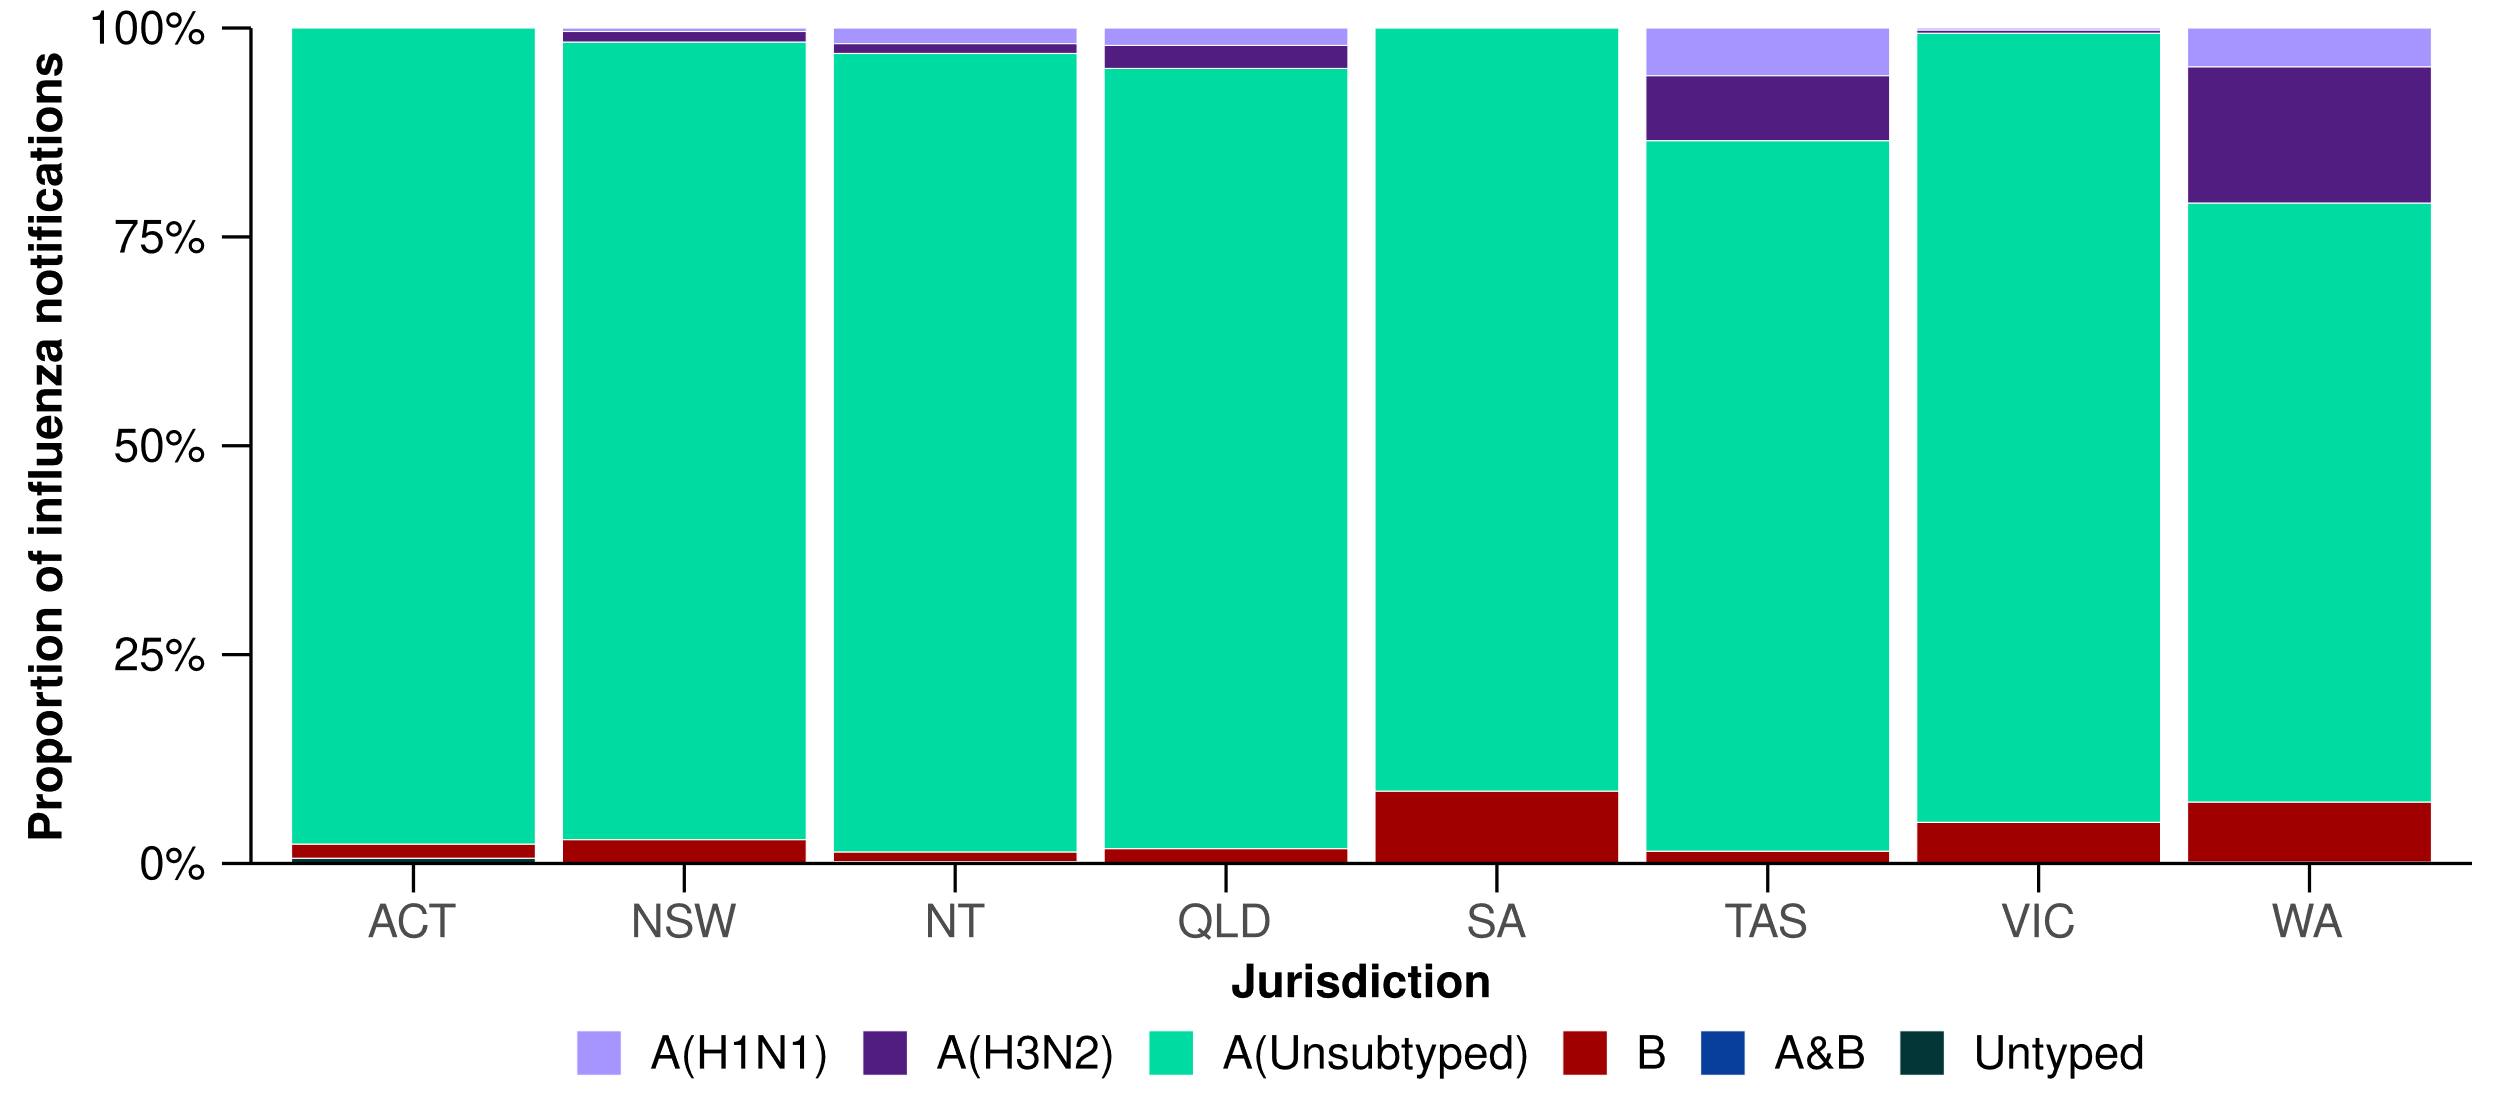 Proportion of influenza notifications
100%
75%
50%
25%
0%
ACT NSW NT QLD SA TAS VIC WA
Jurisdiction
A(H1N1) A(H3N2) A(Unsubtyped) B A&B Untyped